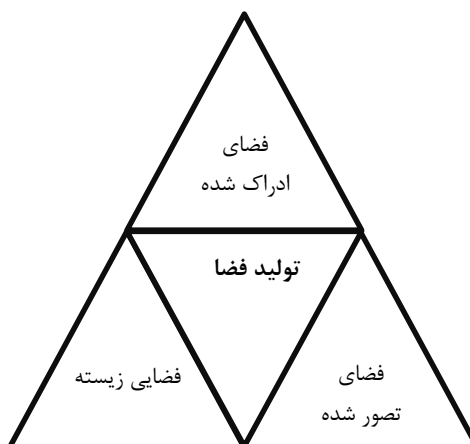 فضای
ادراک شده
تولید فضا
فضای
تصور شده
فضایی زیسته